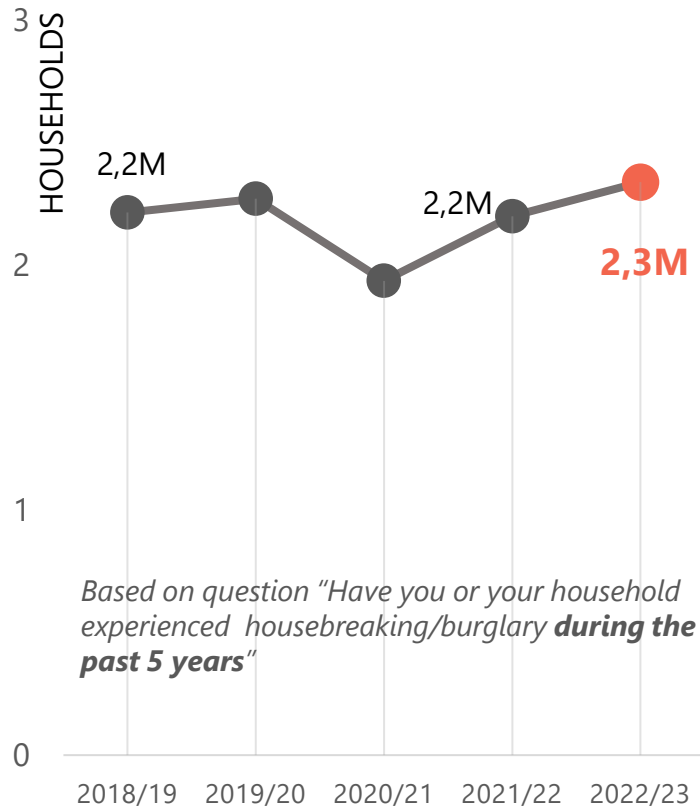 3
HOUSEHOLDS
2,2M
2,2M
2
2,3M
1
Based on question “Have you or your household
experienced housebreaking/burglary during the
past 5 years”
0
2018/19 2019/20 2020/21 2021/22 2022/23